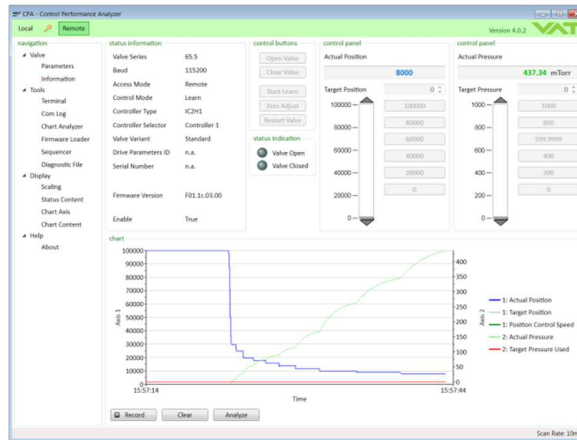 CPA - Control Performance Analyzer
Local Remote Version 4.0.2 VAT
navigation
Valve
Parameters
Information
Tools
Terminal
Com Log
Chart Analyzer
Firmware Loader
Sequencer
Diagnostic File
Display
Scaling
Status Content
Chart Axis
Chart Content
Help
About
status information
Valve Series 65.5
Baud 115200
Access Mode Remote
Control Mode Learn
Controller Type IC2H1
Controller Selector Controller 1
Valve Variant Standard
Drive Parameters ID n.a.
Serial Number n.a.
Firmware Version F01.1c.03.00
Enable True
control buttons
Open Valve
Close Valve
Start Learn
Zero Adjust
Restart Valve
status indication
Valve Open
Valve Closed
control panel
Actual Position
8000
Target Position 0
100000 100000
80000 80000
60000 60000
40000 40000
20000 20000
0 0
control panel
Actual Pressure
437.34 mTorr
Target Pressure 0
1000 1000
800 800
600 599.9999
400 400
200 200
0 0
chart
100000
90000
80000
70000
60000
50000
40000
30000
20000
10000
0
Axis 1
400
350
300
250
200
150
100
50
0
Axis 2
15:57:14 15:57:44
Time
1: Actual Position
1: Target Position
1: Position Control Speed
2: Actual Pressure
2: Target Pressure Used
Record Clear Analyze
Scan Rate: 10m